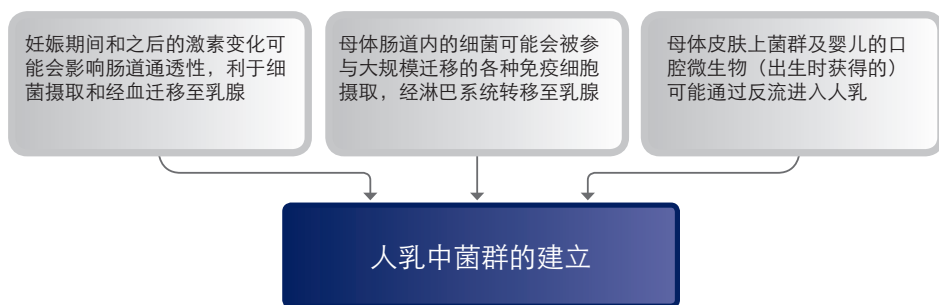 妊娠期间和之后的激素变化可
能会影响肠道通透性，利于细
菌摄取和经血迁移至乳腺
母体肠道内的细菌可能会被参
与大规模迁移的各种免疫细胞
摄取，经淋巴系统转移至乳腺
母体皮肤上菌群及婴儿的口
腔微生物（出生时获得的）
可能通过反流进入人乳
人乳中菌群的建立